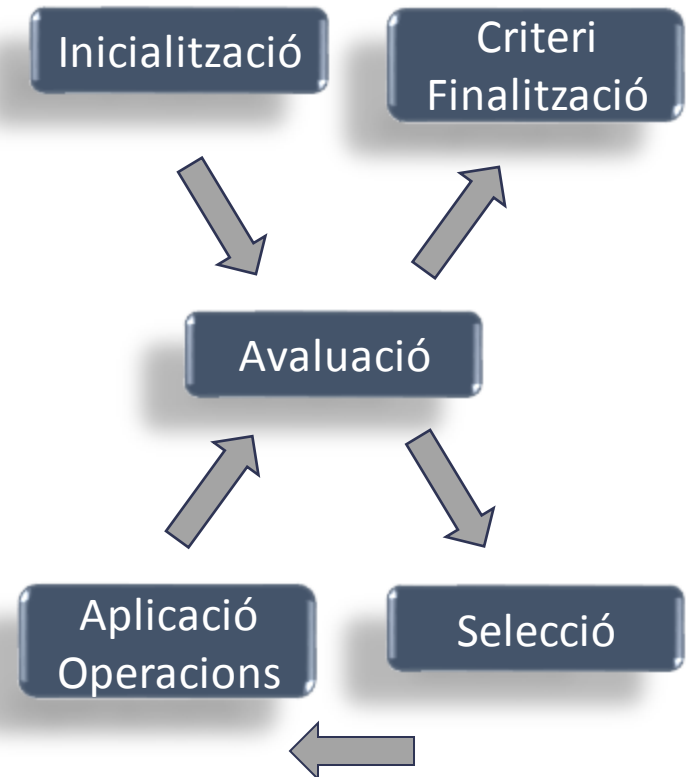 Inicialització
Criteri
Finalització
Avaluació
Aplicació
Operacions
Selecció